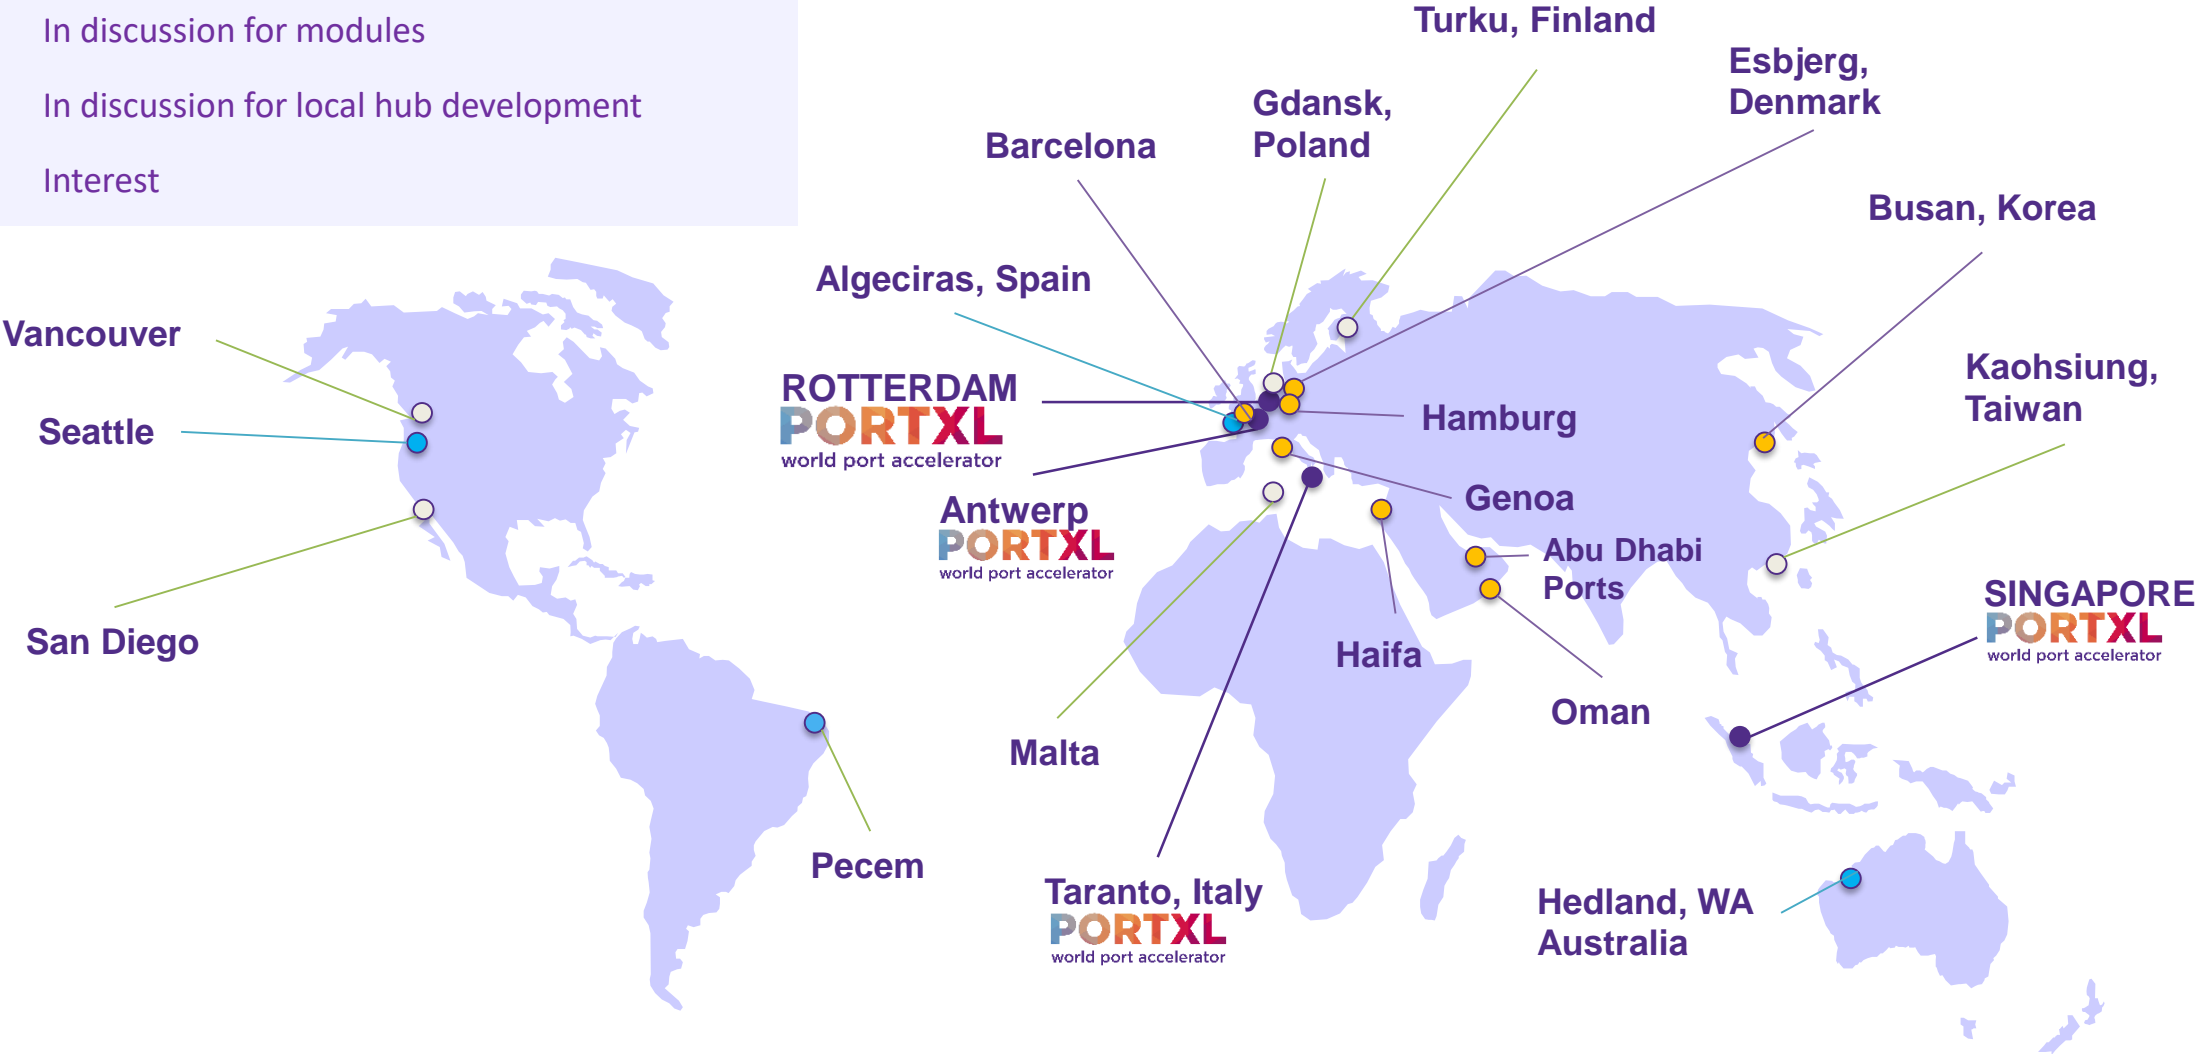 In discussion for modules
In discussion for local hub development
Interest
Turku, Finland
Esbjerg,
Denmark
Gdansk,
Poland
Barcelona
Busan, Korea
Algeciras, Spain
Vancouver
Kaohsiung,
Taiwan
ROTTERDAM
PORTXL
world port accelerator
Seattle
Hamburg
Genoa
Antwerp
PORTXL
world port accelerator
Abu Dhabi
Ports
SINGAPORE
PORTXL
world port accelerator
San Diego
Haifa
Oman
Malta
Pecem
Taranto, Italy
PORTXL
world port accelerator
Hedland, WA
Australia